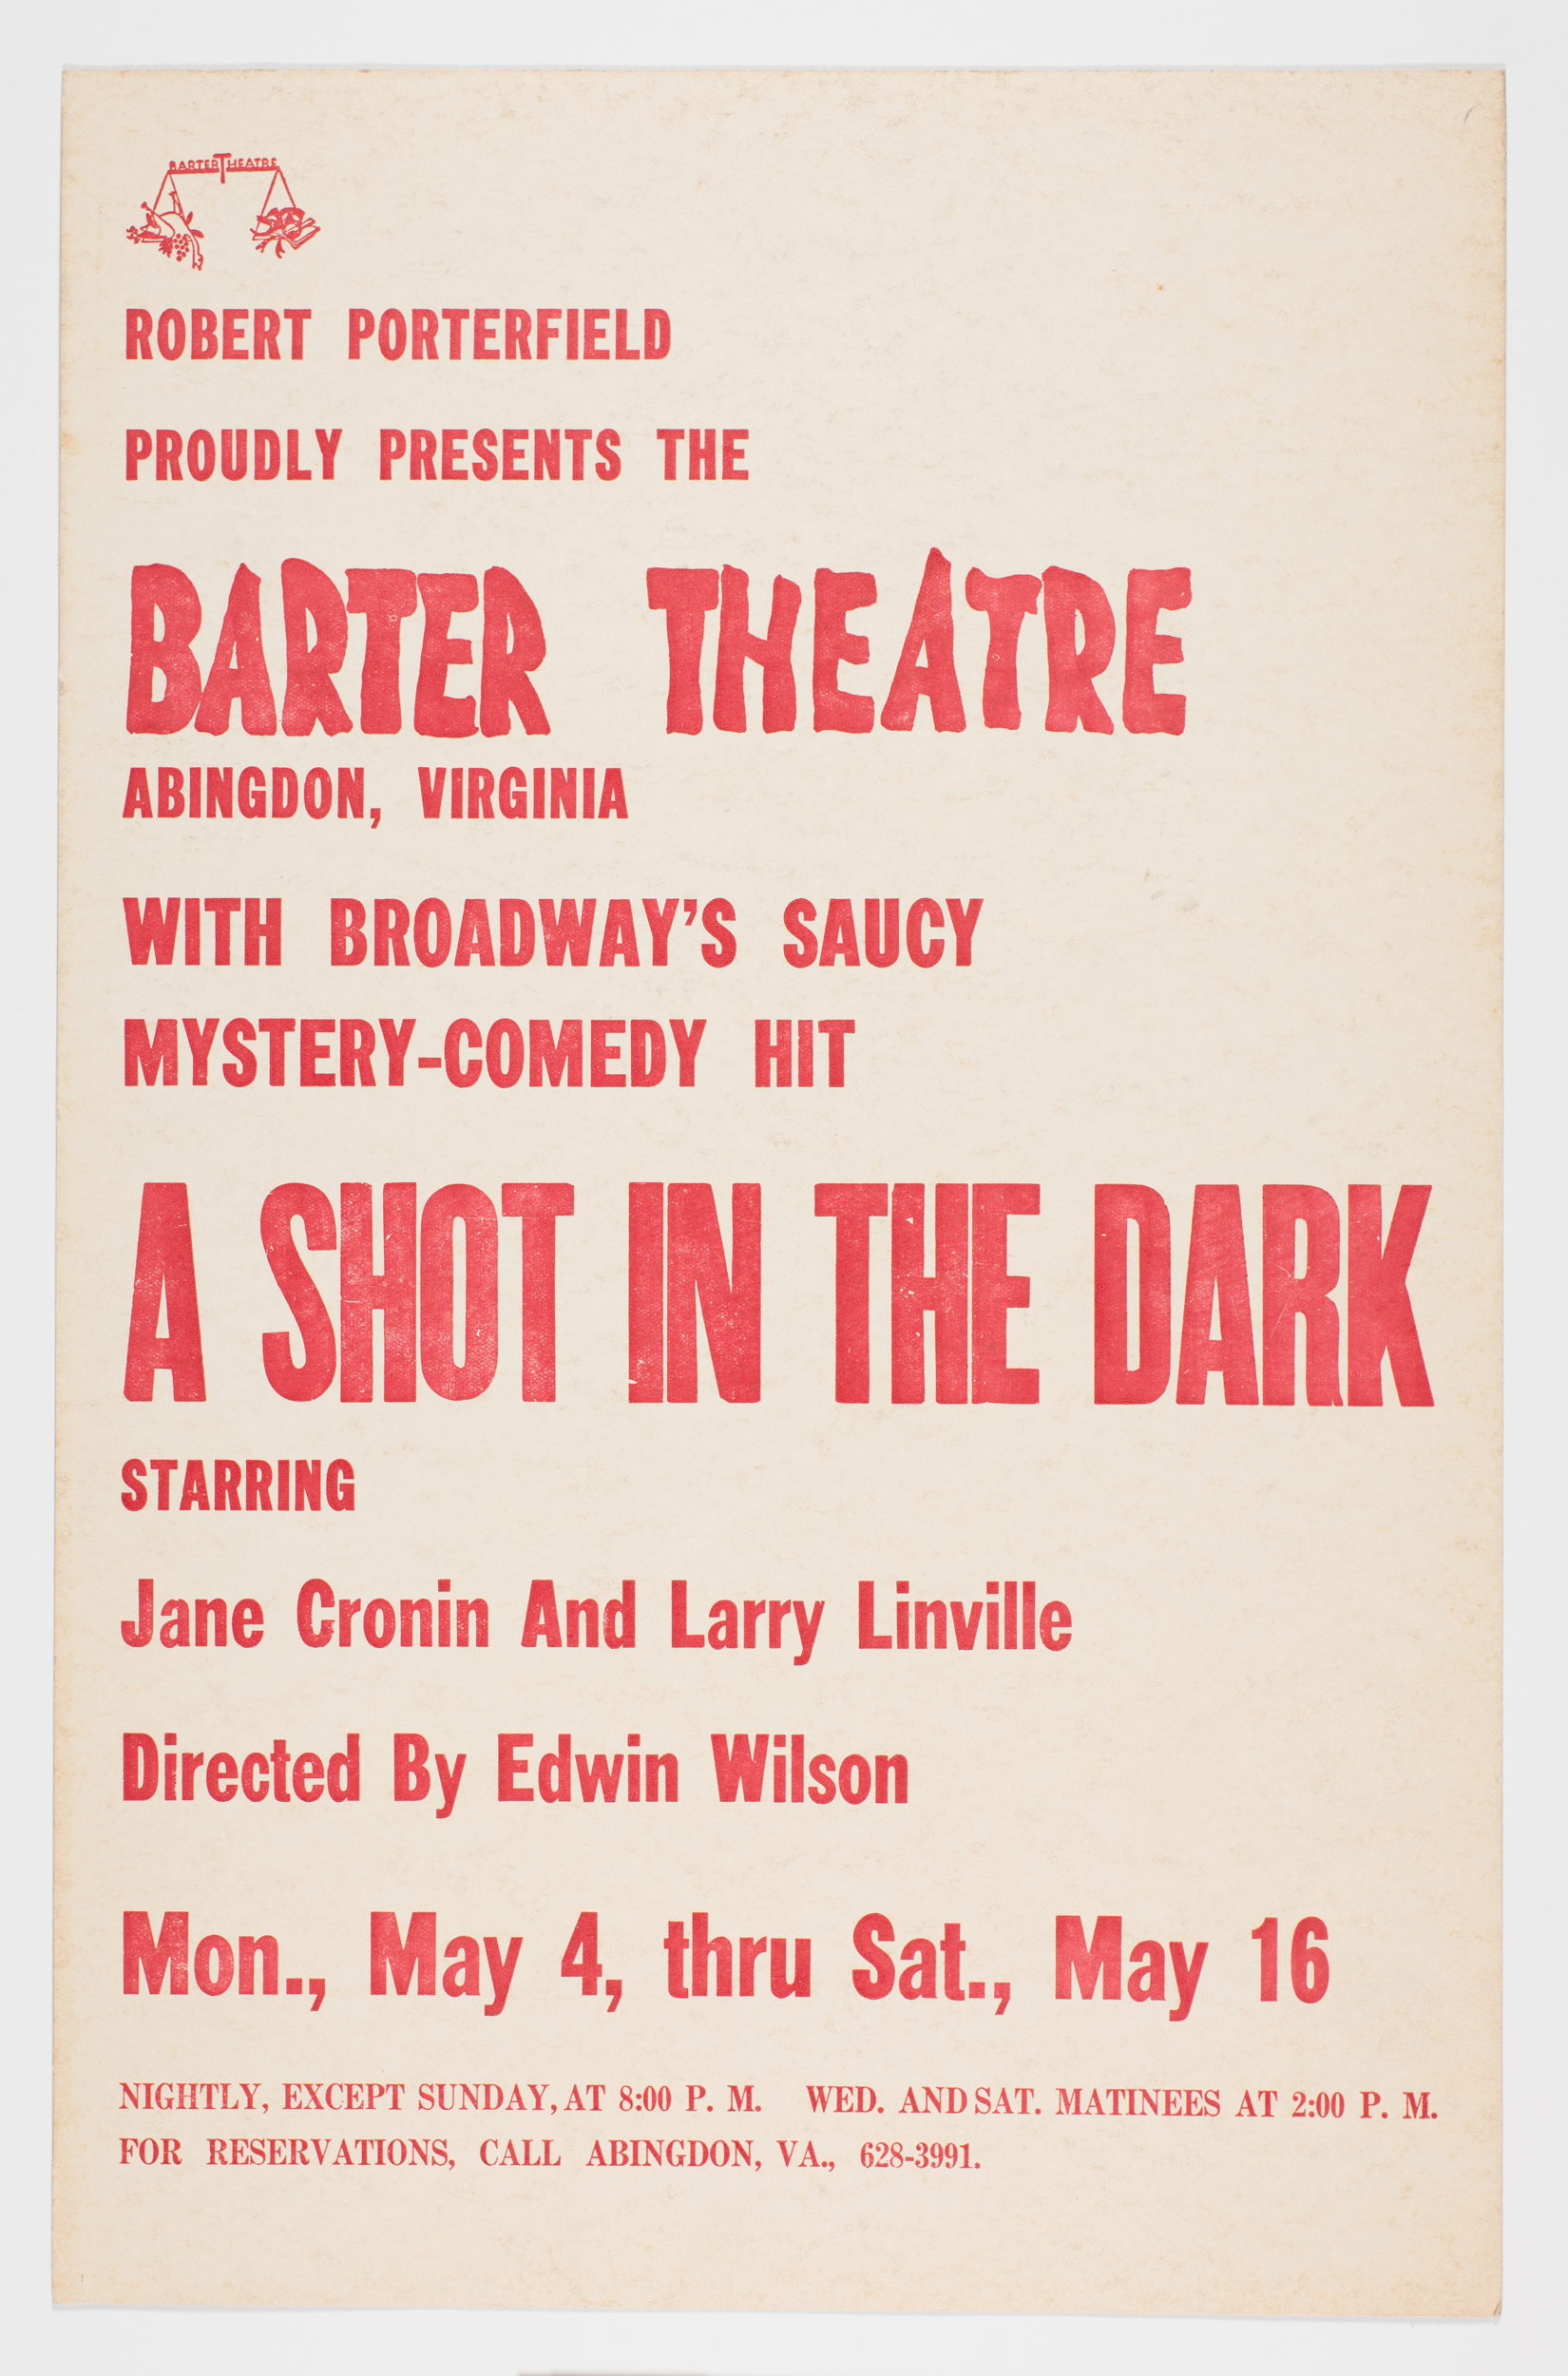 BARTER THEATRE
ROBERT PORTERFIELD
PROUDLY PRESENTS THE
BARTER THEATRE
ABINGDON, VIRGINIA
WITH BROADWAY'S SAUCY
MYSTERY-COMEDY HIT
A SHOT IN THE DARK
STARRING
Jane Cronin And Larry Linville
Directed By Edwin Wilson
Mon., May 4, thru Sat., May 16
NIGHTLY, EXCEPT SUNDAY, AT 8:00 P. M. WED. AND SAT. MATINEES AT 2:00 P. M.
FOR RESERVATIONS, CALL ABINGDON, VA., 628-3991.